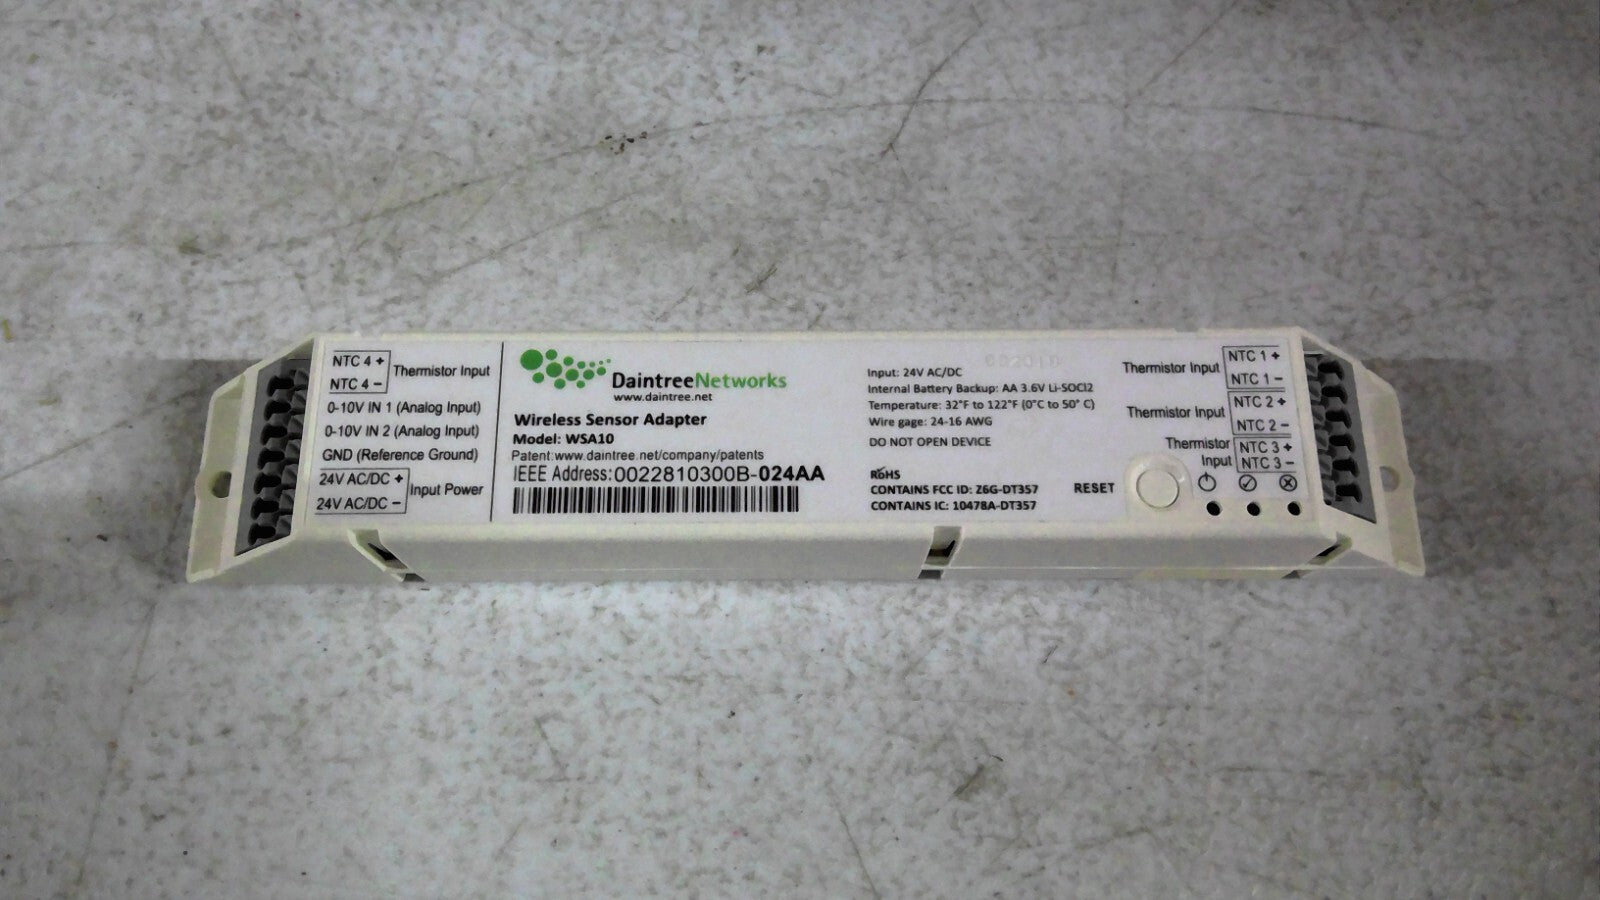 NTC 4 +
NTC 4 –
Thermistor Input
0-10V IN 1 (Analog Input)
0-10V IN 2 (Analog Input)
GND (Reference Ground)
24V AC/DC +
24V AC/DC –
Input Power
DaintreeNetworks
www.daintree.net
Wireless Sensor Adapter
Model: WSA10
Patent:www.daintree.net/company/patents
IEEE Address:0022810300B-024AA
Input: 24V AC/DC
Internal Battery Backup: AA 3.6V Li-SOCl2
Temperature: 32°F to 122°F (0°C to 50° C)
Wire gage: 24-16 AWG
DO NOT OPEN DEVICE
RoHS
CONTAINS FCC ID: Z6G-DT357
CONTAINS IC: 10478A-DT357
RESET
Thermistor Input
NTC 1 +
NTC 1 –
Thermistor Input
NTC 2 +
NTC 2 –
Thermistor
Input
NTC 3 +
NTC 3 –